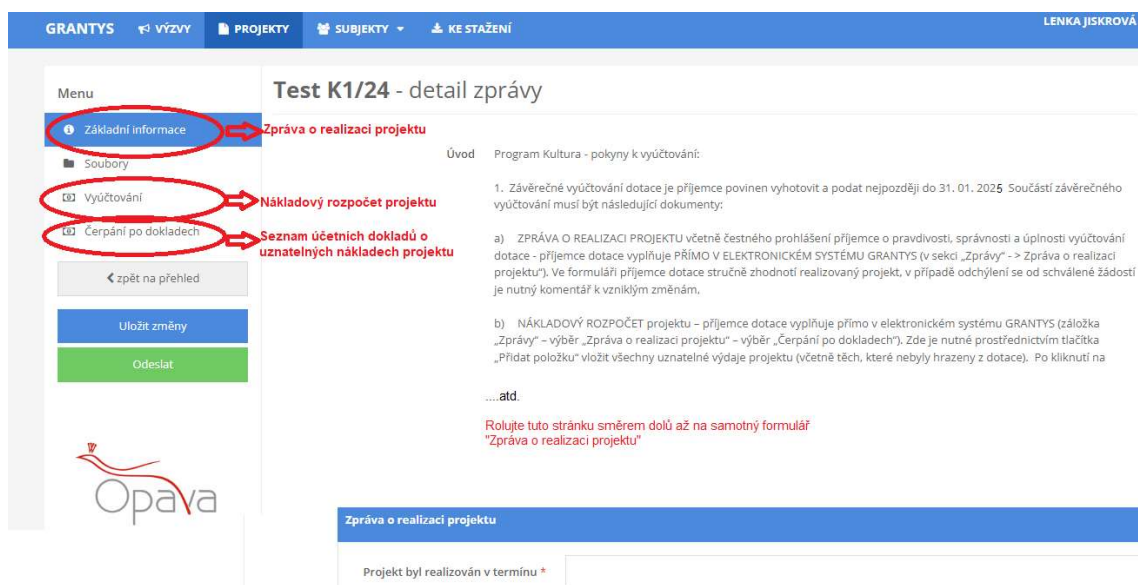 GRANTYS VÝZVY PROJEKTY SUBJEKTY KE STAŽENÍ LENKA JISKROVÁ
Menu
Test K1/24 - detail zprávy
Základní informace
Zpráva o realizaci projektu
Soubory
Úvod Program Kultura - pokyny k vyúčtování:
Vyúčtování
Nákladový rozpočet projektu
1. Závěrečné vyúčtování dotace je příjemce povinen vyhotovit a podat nejpozději do 31. 01. 2025 Součástí závěrečného
vyúčtování musí být následující dokumenty:
Čerpání po dokladech
Seznam účetních dokladů o
uznatelných nákladech projektu
a) ZPRÁVA O REALIZACI PROJEKTU včetně čestného prohlášení příjemce o pravdivosti, správnosti a úplnosti vyúčtování
dotace - příjemce dotace vyplňuje PŘÍMO V ELEKTRONICKÉM SYSTÉMU GRANTYS (v sekci „Zprávy“ - > Zpráva o realizaci
projektu“). Ve formuláři příjemce dotace stručně zhodnotí realizovaný projekt, v případě odchýlení se od schválené žádosti
je nutný komentář k vzniklým změnám,
zpět na přehled
Uložit změny
Odeslat
b) NÁKLADOVÝ ROZPOČET projektu – příjemce dotace vyplňuje přímo v elektronickém systému GRANTYS (záložka
„Zprávy“ – výběr „Zpráva o realizaci projektu“ – výběr „Čerpání po dokladech“). Zde je nutné prostřednictvím tlačítka
„Přidat položku“ vložit všechny uznatelné výdaje projektu (včetně těch, které nebyly hrazeny z dotace). Po kliknutí na
....atd.
Rolujte tuto stránku směrem dolů až na samotný formulář
"Zpráva o realizaci projektu"
Opava
Zpráva o realizaci projektu
Projekt byl realizován v termínu *